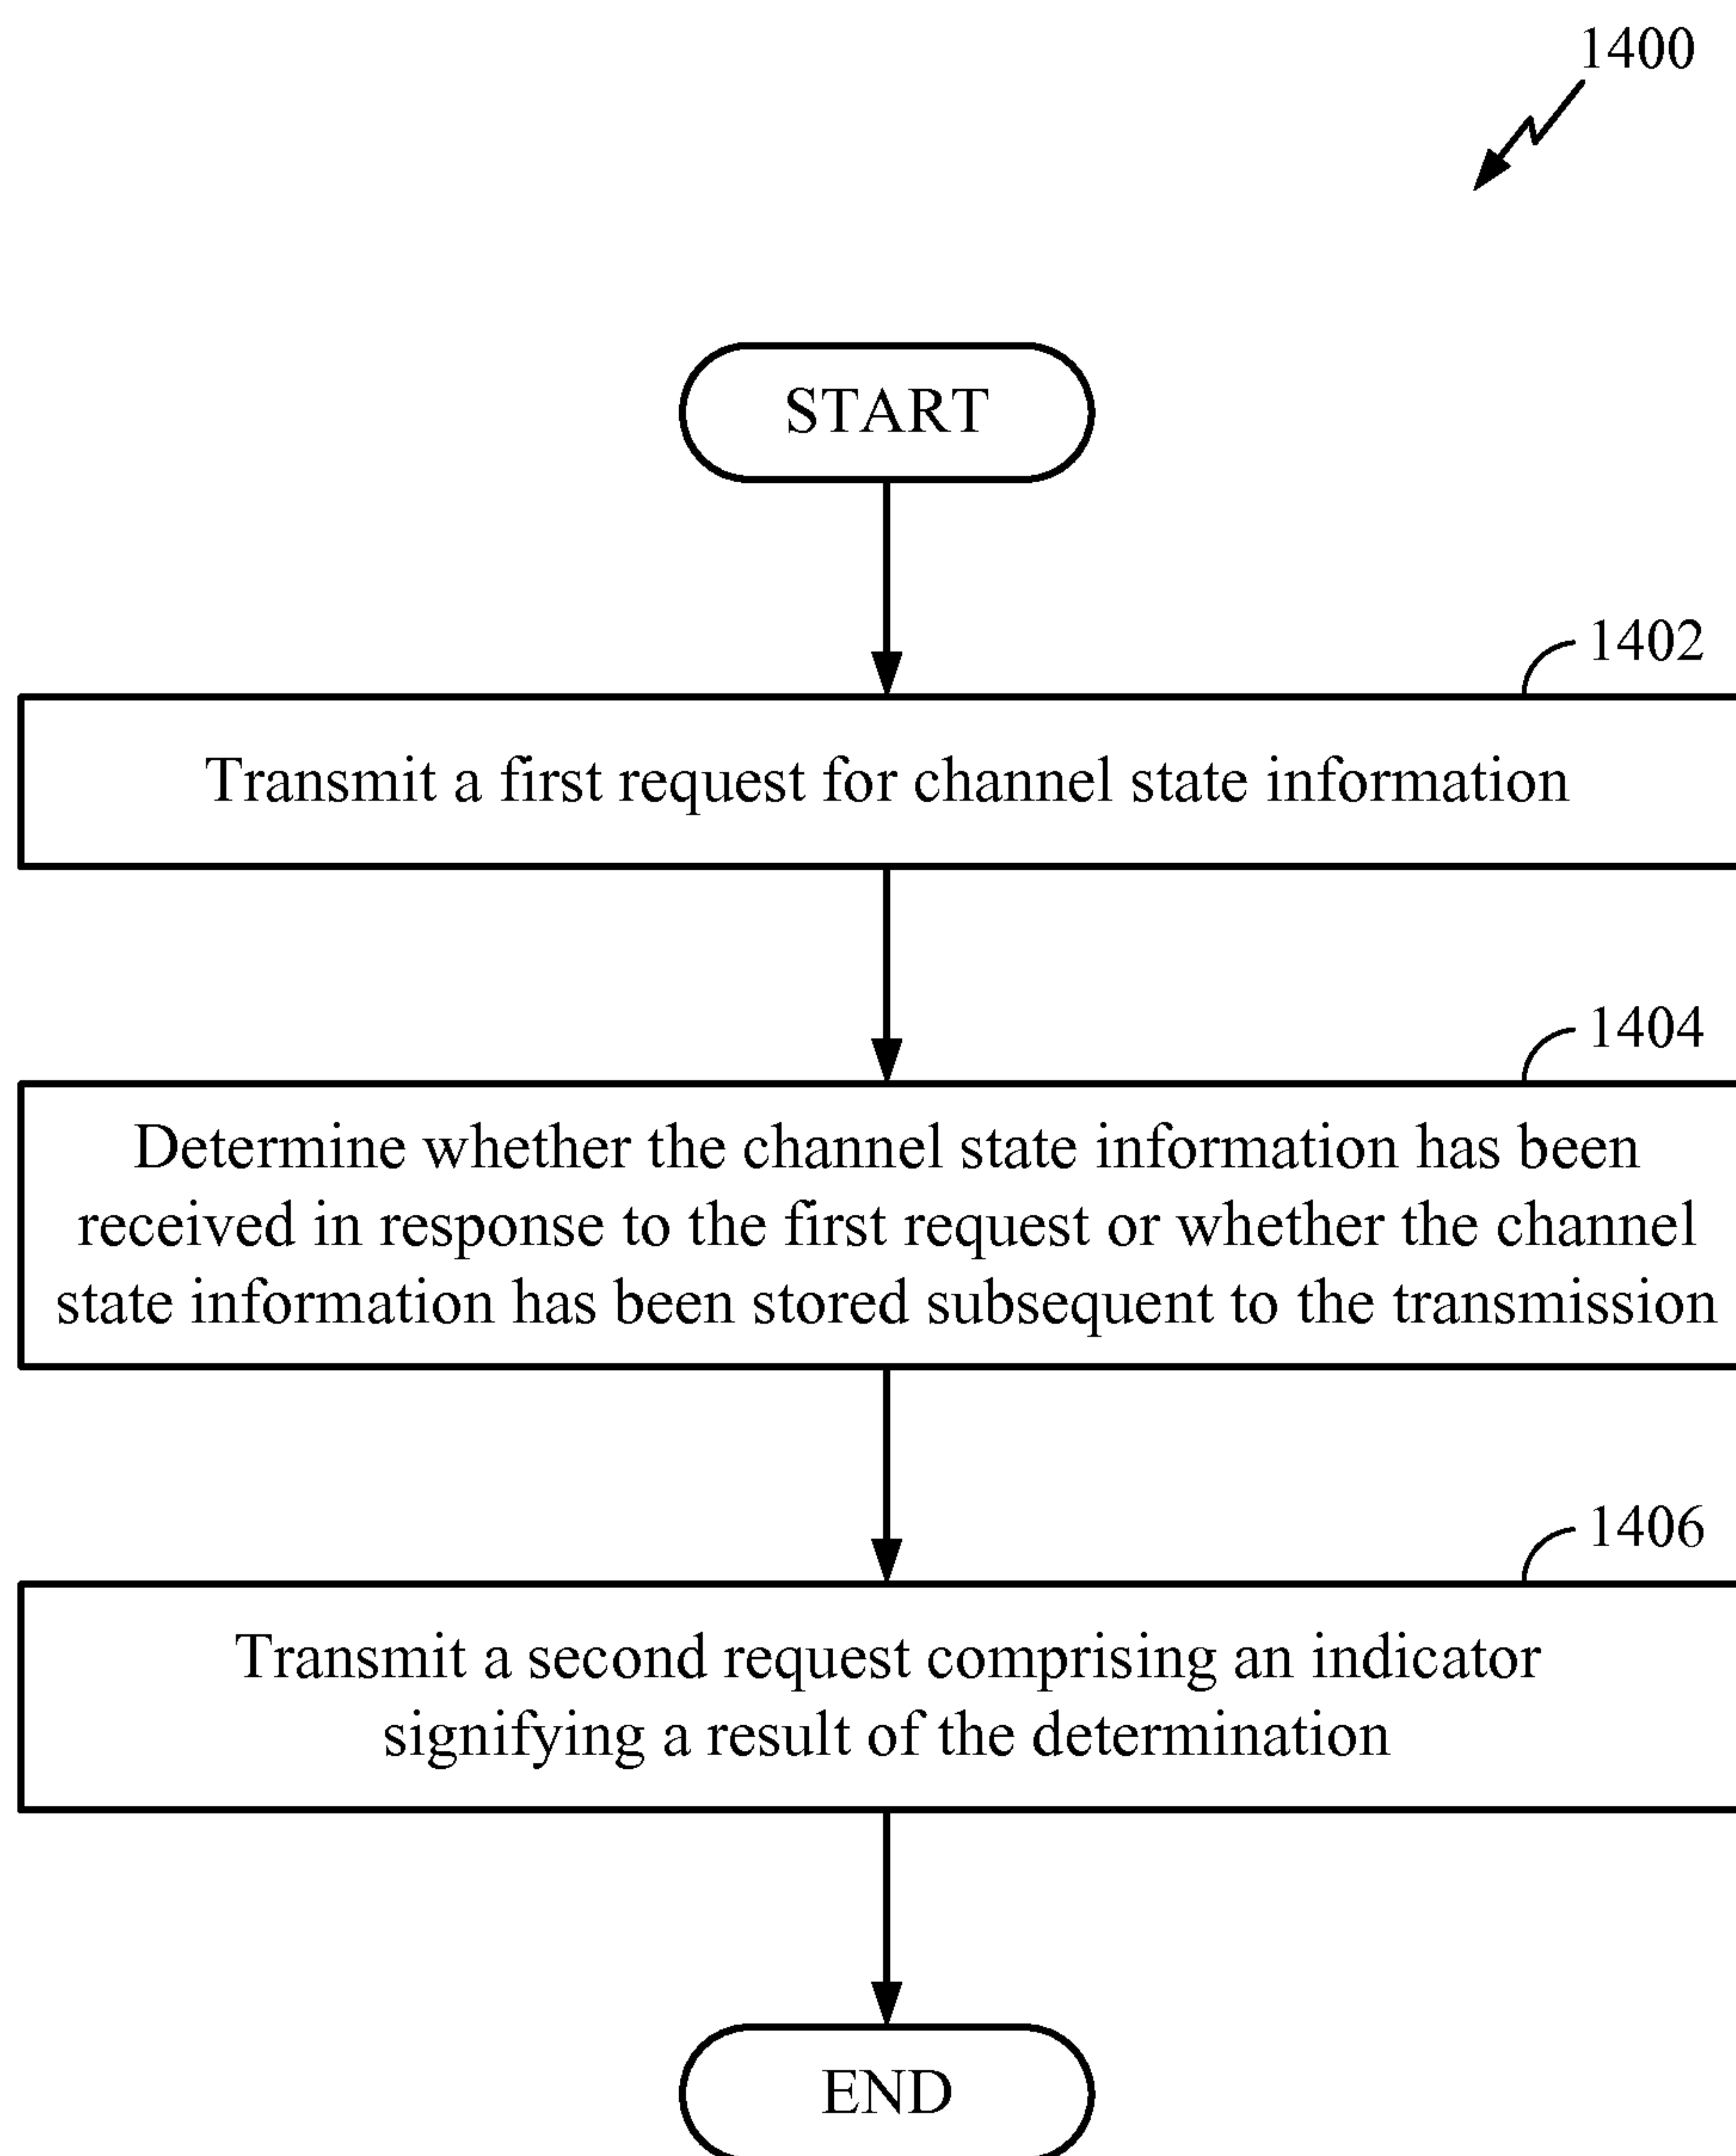 1400
START
1402
Transmit a first request for channel state information
1404
Determine whether the channel state information has been
received in response to the first request or whether the channel
state information has been stored subsequent to the transmission
1406
Transmit a second request comprising an indicator
signifying a result of the determination
END